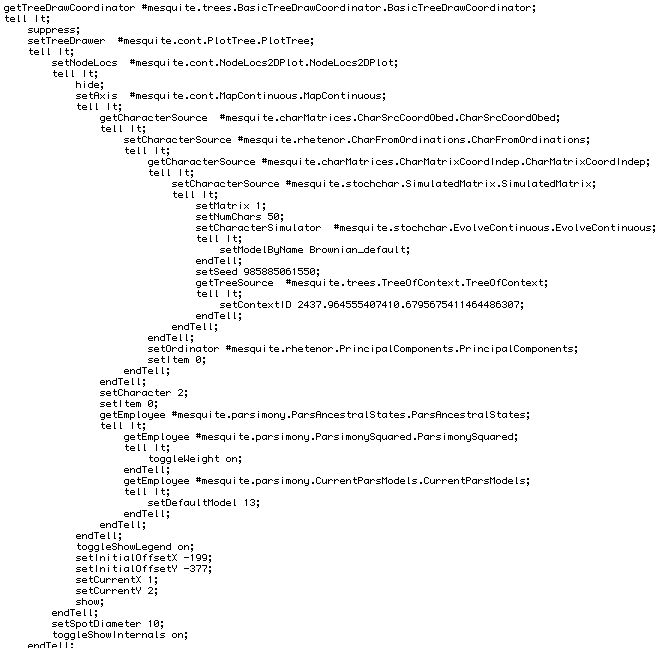 getTreeDrawCoordinator #mesquite.trees.BasicTreeDrawCoordinator.BasicTreeDrawCoordinator;
tell It;
suppress;
setTreeDrawer #mesquite.cont.PlotTree.PlotTree;
tell It;
setNodeLocs #mesquite.cont.NodeLocs2DPlot.NodeLocs2DPlot;
tell It;
hide;
setAxis #mesquite.cont.MapContinuous.MapContinuous;
tell It;
getCharacterSource #mesquite.charMatrices.CharSrcCoordObed.CharSrcCoordObed;
tell It;
setCharacterSource #mesquite.rhetenor.CharFromOrdinations.CharFromOrdinations;
tell It;
getCharacterSource #mesquite.charMatrices.CharMatrixCoordIndep.CharMatrixCoordIndep;
tell It;
setCharacterSource #mesquite.stochchar.SimulatedMatrix.SimulatedMatrix;
tell It;
setMatrix 1;
setNumChars 50;
setCharacterSimulator #mesquite.stochchar.EvolveContinuous.EvolveContinuous;
tell It;
setModelByName Brownian_default;
endTell;
setSeed 985885061550;
getTreeSource #mesquite.trees.TreeOfContext.TreeOfContext;
tell It;
setContextID 2437.964555407410.6795675411464486307;
endTell;
endTell;
endTell;
setOrdinator #mesquite.rhetenor.PrincipalComponents.PrincipalComponents;
setItem 0;
endTell;
endTell;
setCharacter 2;
setItem 0;
getEmployee #mesquite.parsimony.ParsAncestralStates.ParsAncestralStates;
tell It;
getEmployee #mesquite.parsimony.ParsimonySquared.ParsimonySquared;
tell It;
toggleWeight on;
endTell;
getEmployee #mesquite.parsimony.CurrentParsModels.CurrentParsModels;
tell It;
setDefaultModel 13;
endTell;
endTell;
endTell;
toggleShowLegend on;
setInitialOffsetX -199;
setInitialOffsetY -377;
setCurrentX 1;
setCurrentY 2;
show;
endTell;
setSpotDiameter 10;
toggleShowInternals on;
endTell;